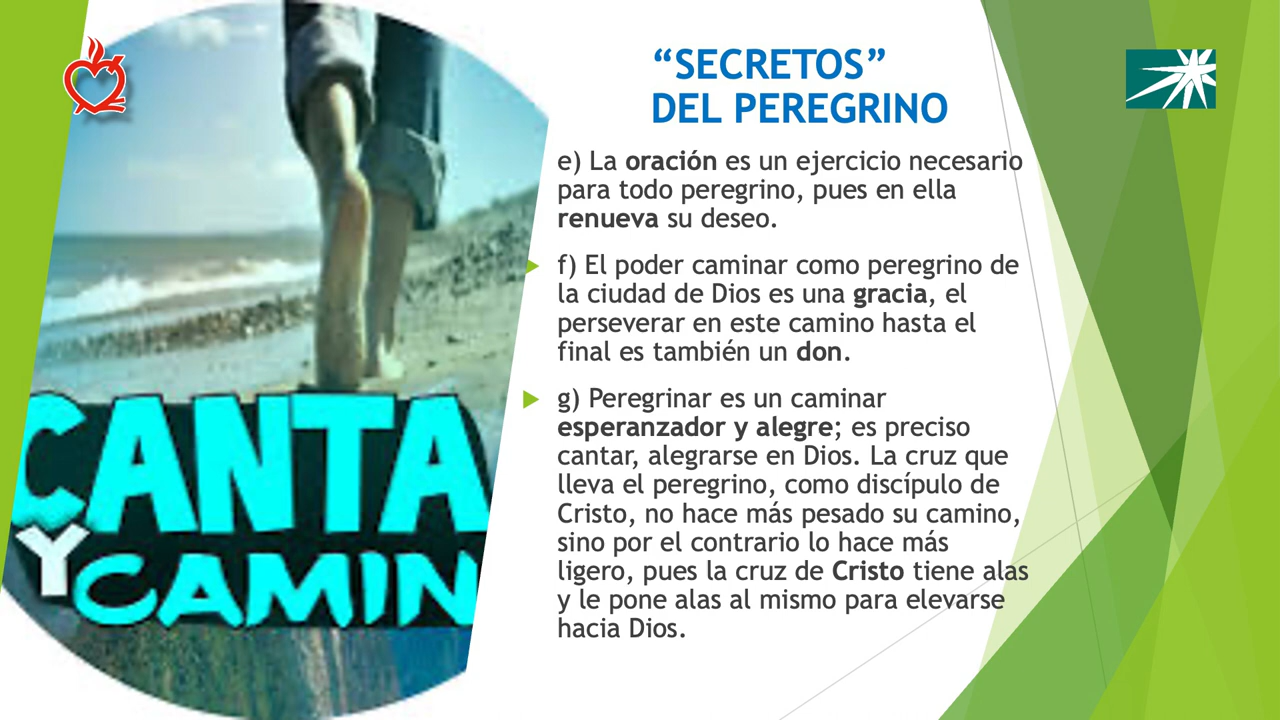 “SECRETOS”
DEL PEREGRINO
e) La oración es un ejercicio necesario
para todo peregrino, pues en ella
renueva su deseo.
f) El poder caminar como peregrino de
la ciudad de Dios es una gracia, el
perseverar en este camino hasta el
final es también un don.
g) Peregrinar es un caminar
esperanzador y alegre; es preciso
cantar, alegrarse en Dios. La cruz que
lleva el peregrino, como discípulo de
Cristo, no hace más pesado su camino,
sino por el contrario lo hace más
ligero, pues la cruz de Cristo tiene alas
y le pone alas al mismo para elevarse
hacia Dios.
CANTA
Y CAMIN